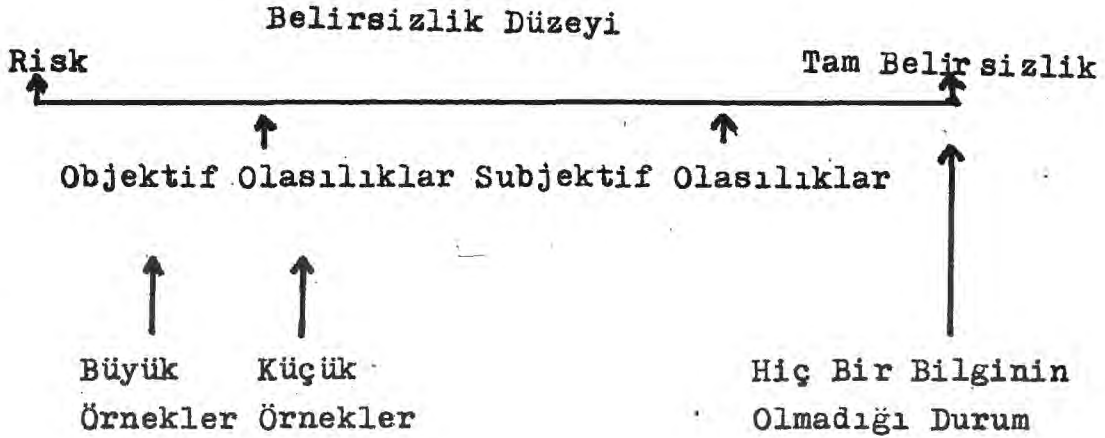 Belirsizlik Düzeyi
Risk Tam Belirsizlik
Objektif Olasılıklar Subjektif Olasılıklar
Büyük Küçük Hiç Bir Bilginin
Örnekler Örnekler Olmadığı Durum